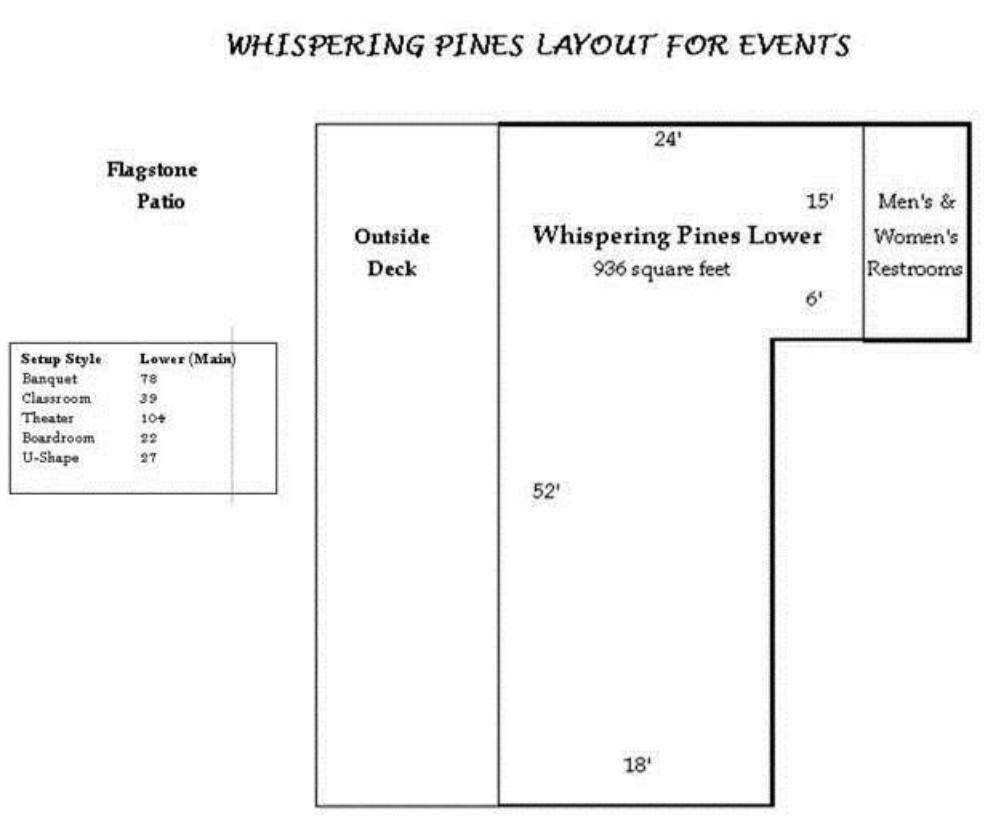 WHISPERING PINES LAYOUT FOR EVENTS
Flagstone
Patio
Outside
Deck
24'
15'
Whispering Pines Lower
936 square feet
6'
Men's &
Women's
Restrooms
Setup Style Lower (Main)
Banquet 78
Classroom 39
Theater 104
Boardroom 22
U-Shape 27
52'
18'